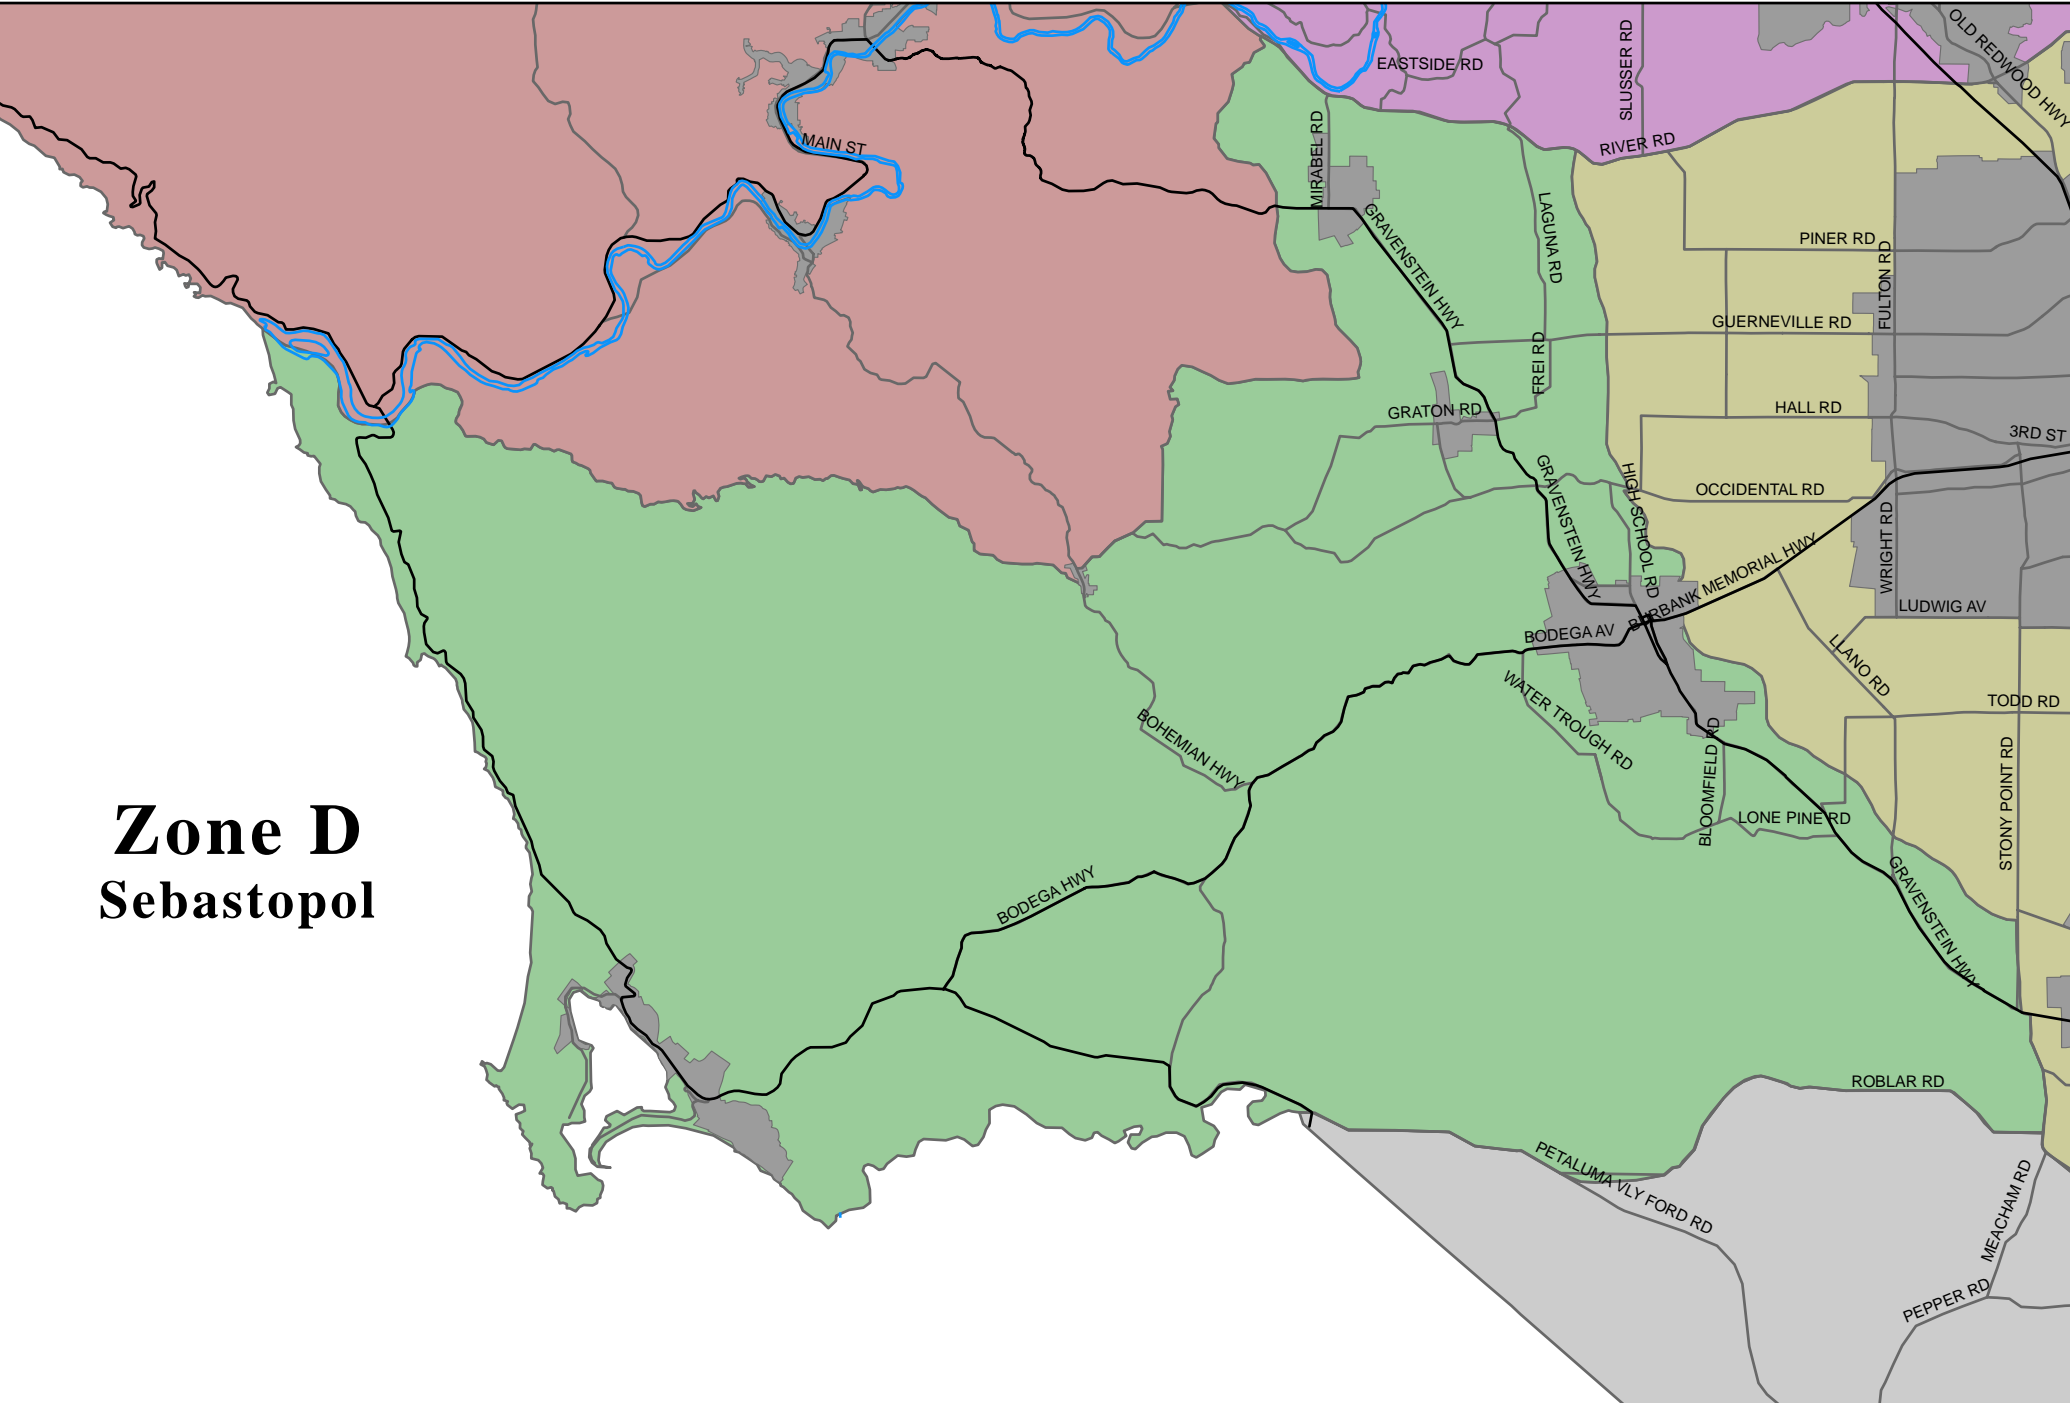 OLD REDWOOD HWY
EASTSIDE RD
SLUSSER RD
MAIN ST
MIRABEL RD
RIVER RD
GRAVENSTEIN HWY
LAGUNA RD
PINER RD
FULTON RD
GUERNEVILLE RD
FREI RD
GRATON RD
HALL RD
3RD ST
GRAVENSTEIN HWY
HIGH SCHOOL RD
OCCIDENTAL RD
WRIGHT RD
BURBANK MEMORIAL HWY
LUDWIG AV
BODEGA AV
LLANO RD
WATER TROUGH RD
TODD RD
BOHEMIAN HWY
BLOOMFIELD RD
STONY POINT RD
LONE PINE RD
Zone D
Sebastopol
BODEGA HWY
GRAVENSTEIN HWY
ROBLAR RD
PETALUMA VLY FORD RD
MEACHAM RD
PEPPER RD